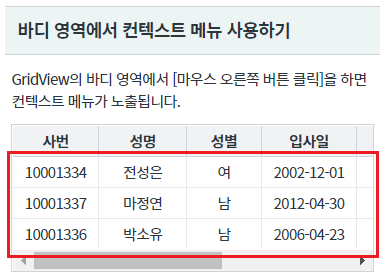 바디 영역에서 컨텍스트 메뉴 사용하기
GridView의 바디 영역에서 [마우스 오른쪽 버튼 클릭]을 하면
컨텍스트 메뉴가 노출됩니다.
사번 성명 성별 입사일
10001334 전성은 여 2002-12-01
10001337 마정연 남 2012-04-30
10001336 박소유 남 2006-04-23